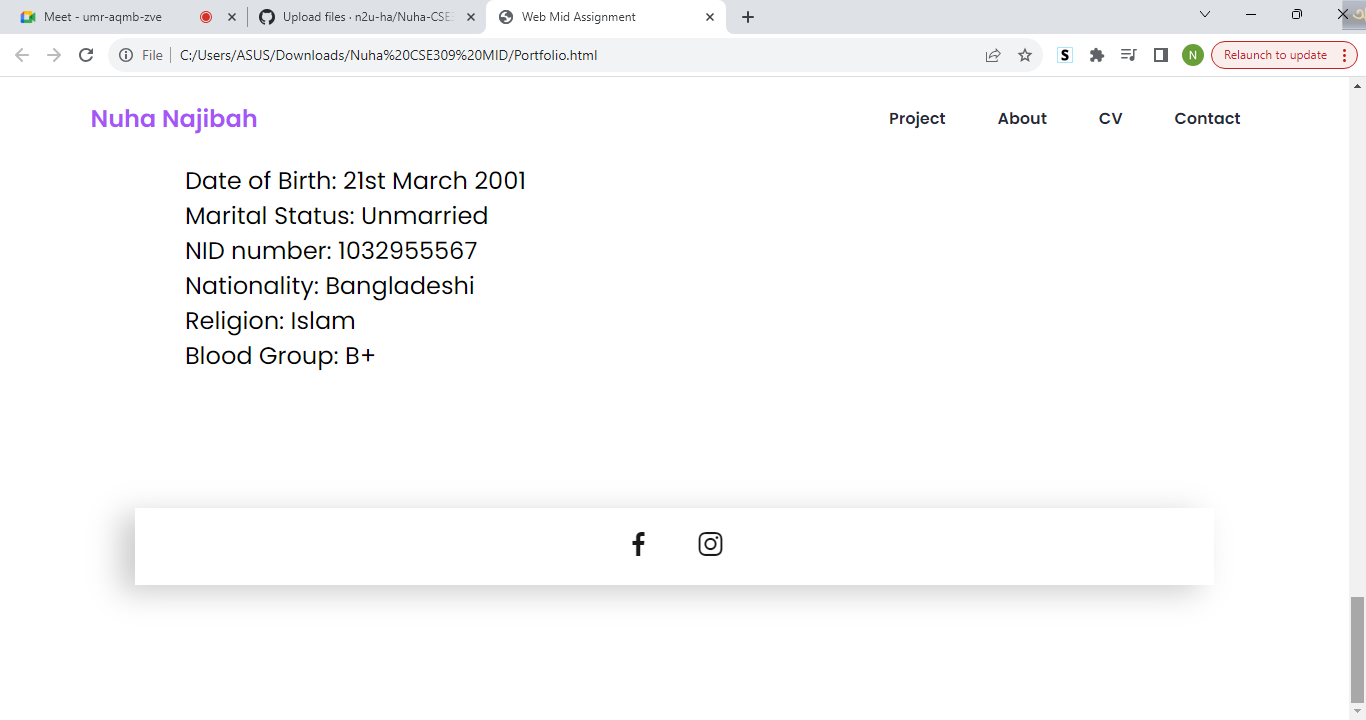 Meet - umr-aqmb-zve
Upload files · n2u-ha/Nuha-CSE
Web Mid Assignment
File
C:/Users/ASUS/Downloads/Nuha%20CSE309%20MID/Portfolio.html
S
N
Relaunch to update
Nuha Najibah
Project
About
CV
Contact
Date of Birth: 21st March 2001
Marital Status: Unmarried
NID number: 1032955567
Nationality: Bangladeshi
Religion: Islam
Blood Group: B+